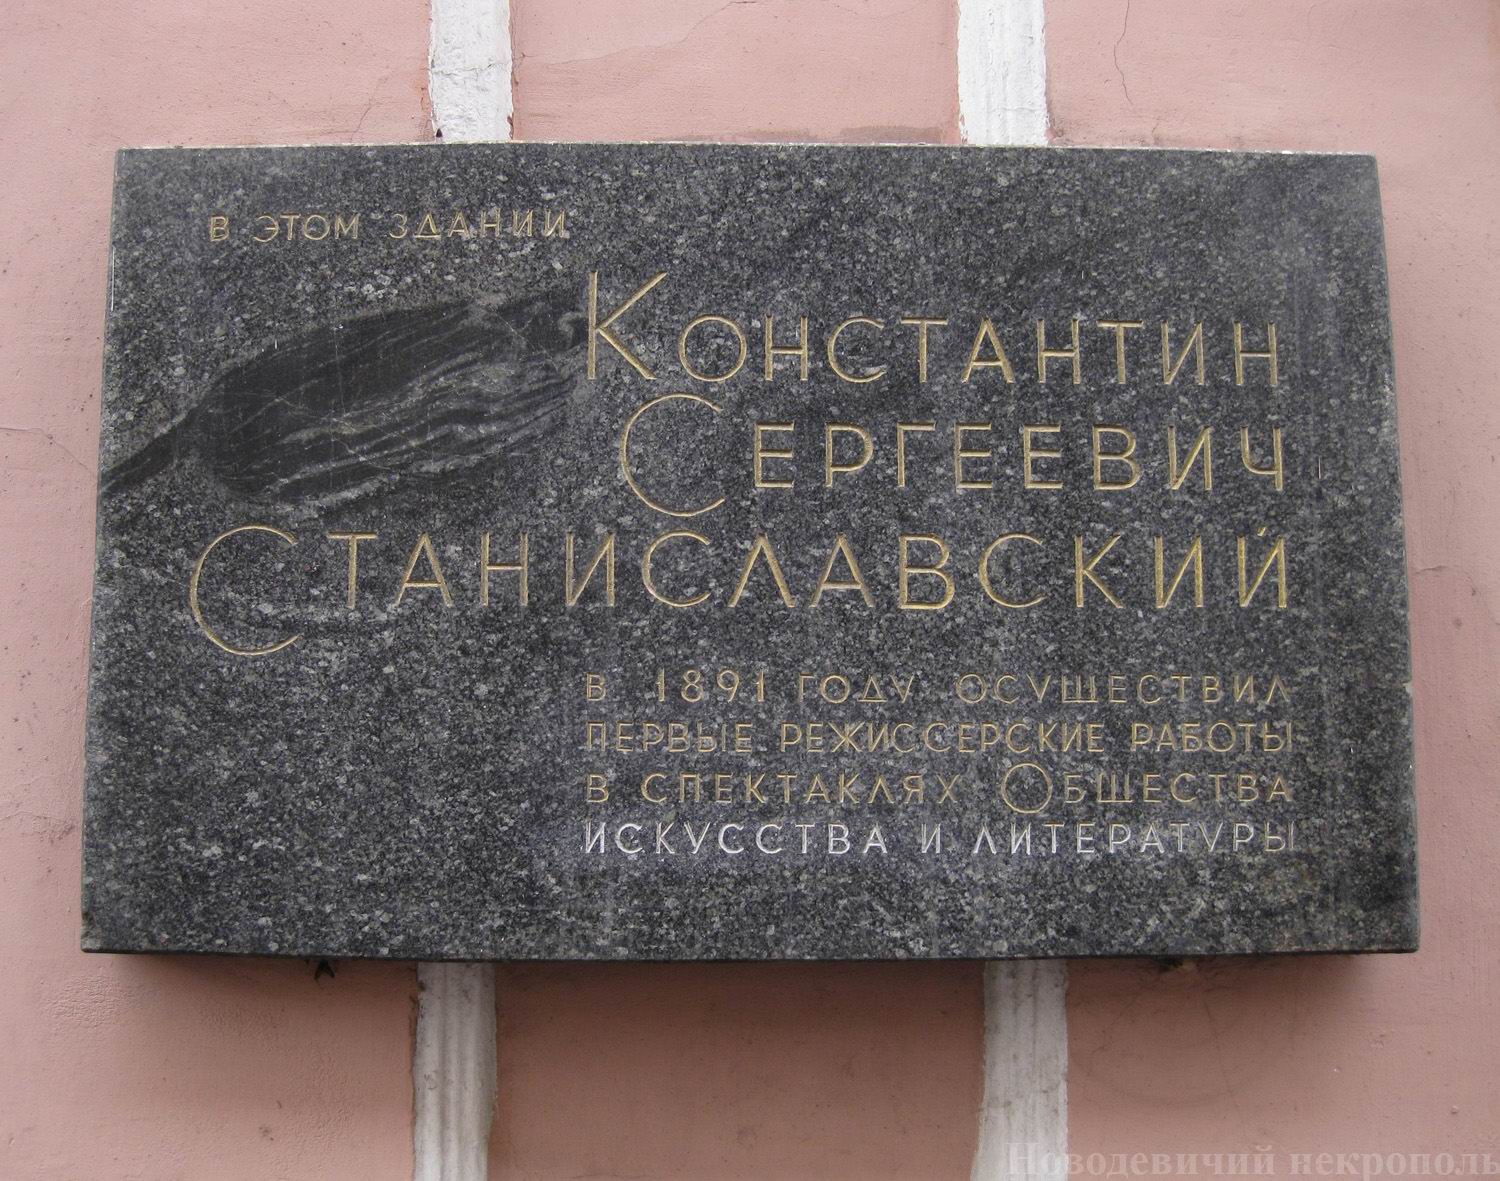 В ЭТОМ ЗДАНИИ
КОНСТАНТИН
СЕРГЕЕВИЧ
СТАНИСЛАВСКИЙ
В 1891 ГОДУ ОСУЩЕСТВИЛ
ПЕРВЫЕ РЕЖИССЕРСКИЕ РАБОТЫ
В СПЕКТАКЛЯХ ОБЩЕСТВА
ИСКУССТВА И ЛИТЕРАТУРЫ
Новодевичий некрополь